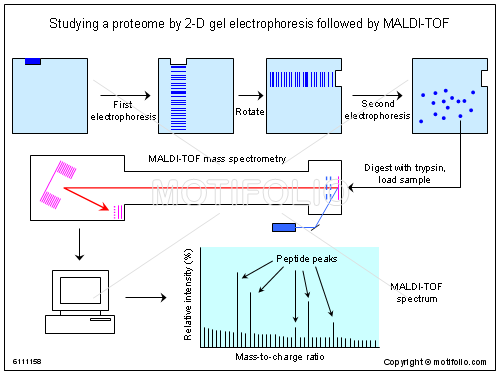 Studying a proteome by 2-D gel electrophoresis followed by MALDI-TOF
First
electrophoresis
Rotate
Second
electrophoresis
MALDI-TOF mass spectrometry
Digest with trypsin,
load sample
MOTIFOLIO
Relative intensity (%)
Peptide peaks
MALDI-TOF
spectrum
Mass-to-charge ratio
6111158
Copyright ® motifolio.com